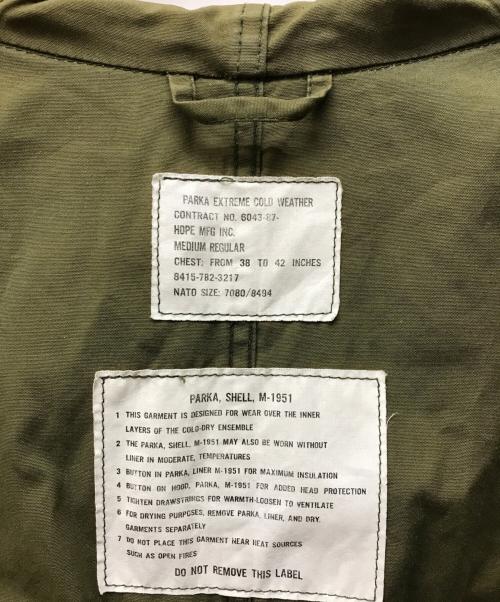 PARKA EXTREME COLD WEATHER
CONTRACT NO. 6043-87-
HOPE MFG INC.
MEDIUM REGULAR
CHEST: FROM 38 TO 42 INCHES
8415-782-3217
NATO SIZE: 7080/8494
PARKA, SHELL, M-1951
1 THIS GARMENT IS DESIGNED FOR WEAR OVER THE INNER
LAYERS OF THE COLD-DRY ENSEMBLE
2 THE PARKA, SHELL, M-1951 MAY ALSO BE WORN WITHOUT
LINER IN MODERATE, TEMPERATURES
3 BUTTON IN PARKA, LINER M-1951 FOR MAXIMUM INSULATION
4 BUTTON ON HOOD, PARKA, M-1951 FOR ADDED HEAD PROTECTION
5 TIGHTEN DRAWSTRINGS FOR WARMTH-LOOSEN TO VENTILATE
6 FOR DRYING PURPOSES, REMOVE PARKA, LINER, AND DRY.
GARMENTS SEPARATELY
7 DO NOT PLACE THIS GARMENT NEAR HEAT SOURCES
SUCH AS OPEN FIRES
DO NOT REMOVE THIS LABEL